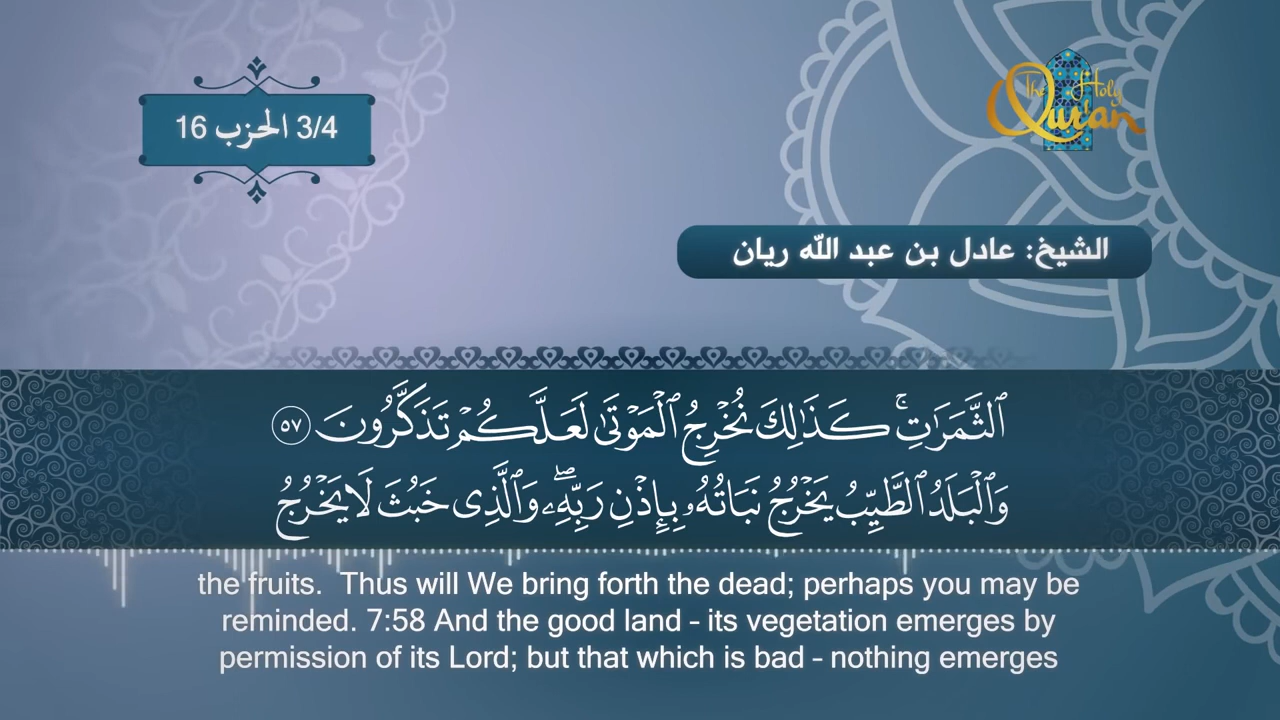 3/4 الحزب 16
The Holy
Qur'an
الشيخ: عادل بن عبد الله ريان
ٱلثَّمَرَٰتِۚ كَذَٰلِكَ نُخۡرِجُ ٱلۡمَوۡتَىٰ لَعَلَّكُمۡ تَذَكَّرُونَ ٥٧
وَٱلۡبَلَدُ ٱلطَّيِّبُ يَخۡرُجُ نَبَاتُهُۥ بِإِذۡنِ رَبِّهِۦۖ وَٱلَّذِي خَبُثَ لَا يَخۡرُجُ
the fruits.  Thus will We bring forth the dead; perhaps you may be
reminded. 7:58 And the good land - its vegetation emerges by
permission of its Lord; but that which is bad - nothing emerges